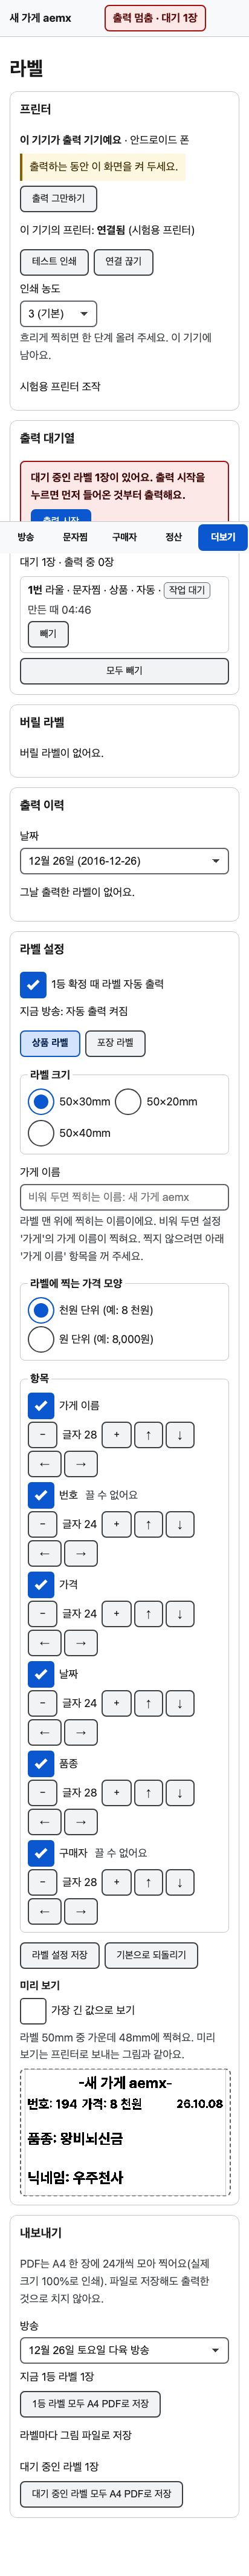 새 가게 aemx
출력 멈춤 · 대기 1장
라벨
프린터
이 기기가 출력 기기예요 · 안드로이드 폰
출력하는 동안 이 화면을 켜 두세요.
출력 그만하기
이 기기의 프린터: 연결됨 (시험용 프린터)
테스트 인쇄
연결 끊기
인쇄 농도
3 (기본)
흐리게 찍히면 한 단계 올려 주세요. 이 기기에
남아요.
시험용 프린터 조작
출력 대기열
대기 중인 라벨 1장이 있어요. 출력 시작을
누르면 먼저 들어온 것부터 출력해요.
방송
문자찜
구매자
정산
더보기
대기 1장 · 출력 중 0장
1번 라울 · 문자찜 · 상품 · 자동 · 작업 대기
만든 때 04:46
빼기
모두 빼기
버릴 라벨
버릴 라벨이 없어요.
출력 이력
날짜
12월 26일 (2016-12-26)
그날 출력한 라벨이 없어요.
라벨 설정
1등 확정 때 라벨 자동 출력
지금 방송: 자동 출력 켜짐
상품 라벨
포장 라벨
라벨 크기
50×30mm
50×20mm
50×40mm
가게 이름
비워 두면 찍히는 이름: 새 가게 aemx
라벨 맨 위에 찍히는 이름이에요. 비워 두면 설정
'가게'의 가게 이름이 찍혀요. 찍지 않으려면 아래
'가게 이름' 항목을 꺼 주세요.
라벨에 찍는 가격 모양
천원 단위 (예: 8 천원)
원 단위 (예: 8,000원)
항목
가게 이름
− 글자 28 + ↑ ↓
← →
번호 끌 수 없어요
− 글자 24 + ↑ ↓
← →
가격
− 글자 24 + ↑ ↓
← →
날짜
− 글자 24 + ↑ ↓
← →
품종
− 글자 28 + ↑ ↓
← →
구매자 끌 수 없어요
− 글자 28 + ↑ ↓
← →
라벨 설정 저장
기본으로 되돌리기
미리 보기
가장 긴 값으로 보기
라벨 50mm 중 가운데 48mm에 찍혀요. 미리
보기는 프린터로 보내는 그림과 같아요.
-새 가게 aemx-
번호: 194 가격: 8 천원 26.10.08
품종: 왕비뇌신금
닉네임: 우주천사
내보내기
PDF는 A4 한 장에 24개씩 모아 찍어요(실제
크기 100%로 인쇄). 파일로 저장해도 출력한
것으로 치지 않아요.
방송
12월 26일 토요일 다육 방송
지금 1등 라벨 1장
1등 라벨 모두 A4 PDF로 저장
라벨마다 그림 파일로 저장
대기 중인 라벨 1장
대기 중인 라벨 모두 A4 PDF로 저장